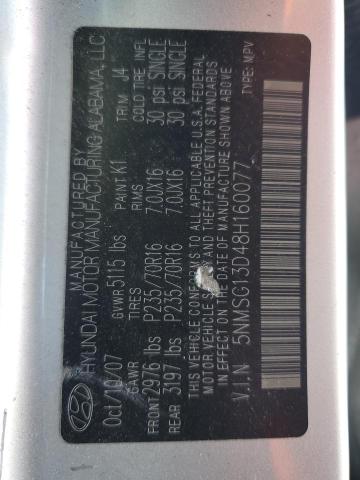 MANUFACTURED BY
HYUNDAI MOTOR MANUFACTURING ALABAMA, LLC
Oct/10/07 GVWR 5115 lbs PAINT K1 TRIM J4
GAWR TIRES RIMS COLD TIRE INFL
FRONT 2976 lbs P235/70R16 7.0JX16 30 psi SINGLE
REAR 3197 lbs P235/70R16 7.0JX16 30 psi SINGLE
THIS VEHICLE CONFORMS TO ALL APPLICABLE U.S.A. FEDERAL
MOTOR VEHICLE SAFETY AND THEFT PREVENTION STANDARDS
IN EFFECT ON THE DATE OF MANUFACTURE SHOWN ABOVE
V.I.N 5NMSG13D48H160077 TYPE: MPV